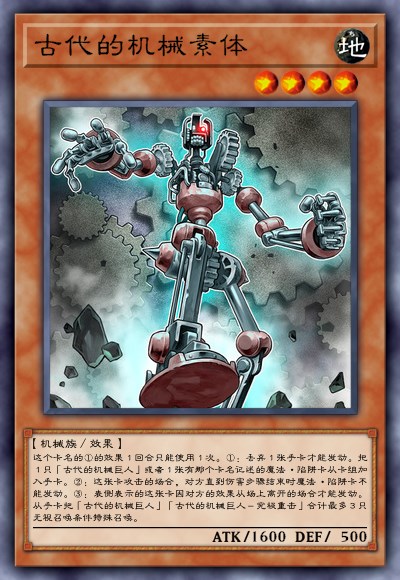 古代的机械素体
地
【机械族／效果】
这个卡名的①的效果1回合只能使用1次。①：丢弃1张手卡才能发动。把
1只「古代的机械巨人」或者1张有那个卡名记述的魔法·陷阱卡从卡组加
入手卡。②：这张卡攻击的场合，对方直到伤害步骤结束时魔法·陷阱卡不
能发动。③：表侧表示的这张卡因对方的效果从场上离开的场合才能发动。
从手卡把「古代的机械巨人」「古代的机械巨人－究极重击」合计最多3只
无视召唤条件特殊召唤。
ATK/1600 DEF/ 500